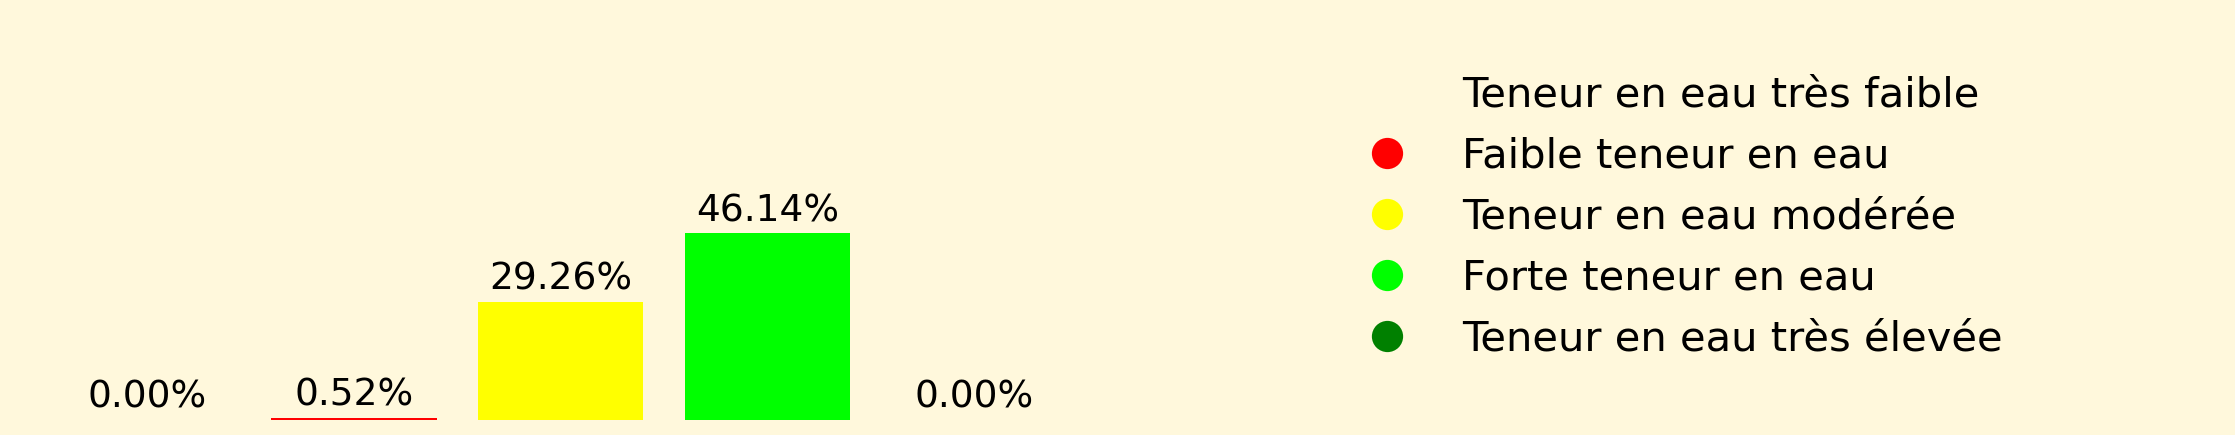 0.00%
0.52%
29.26%
46.14%
0.00%
Teneur en eau très faible
Faible teneur en eau
Teneur en eau modérée
Forte teneur en eau
Teneur en eau très élevée